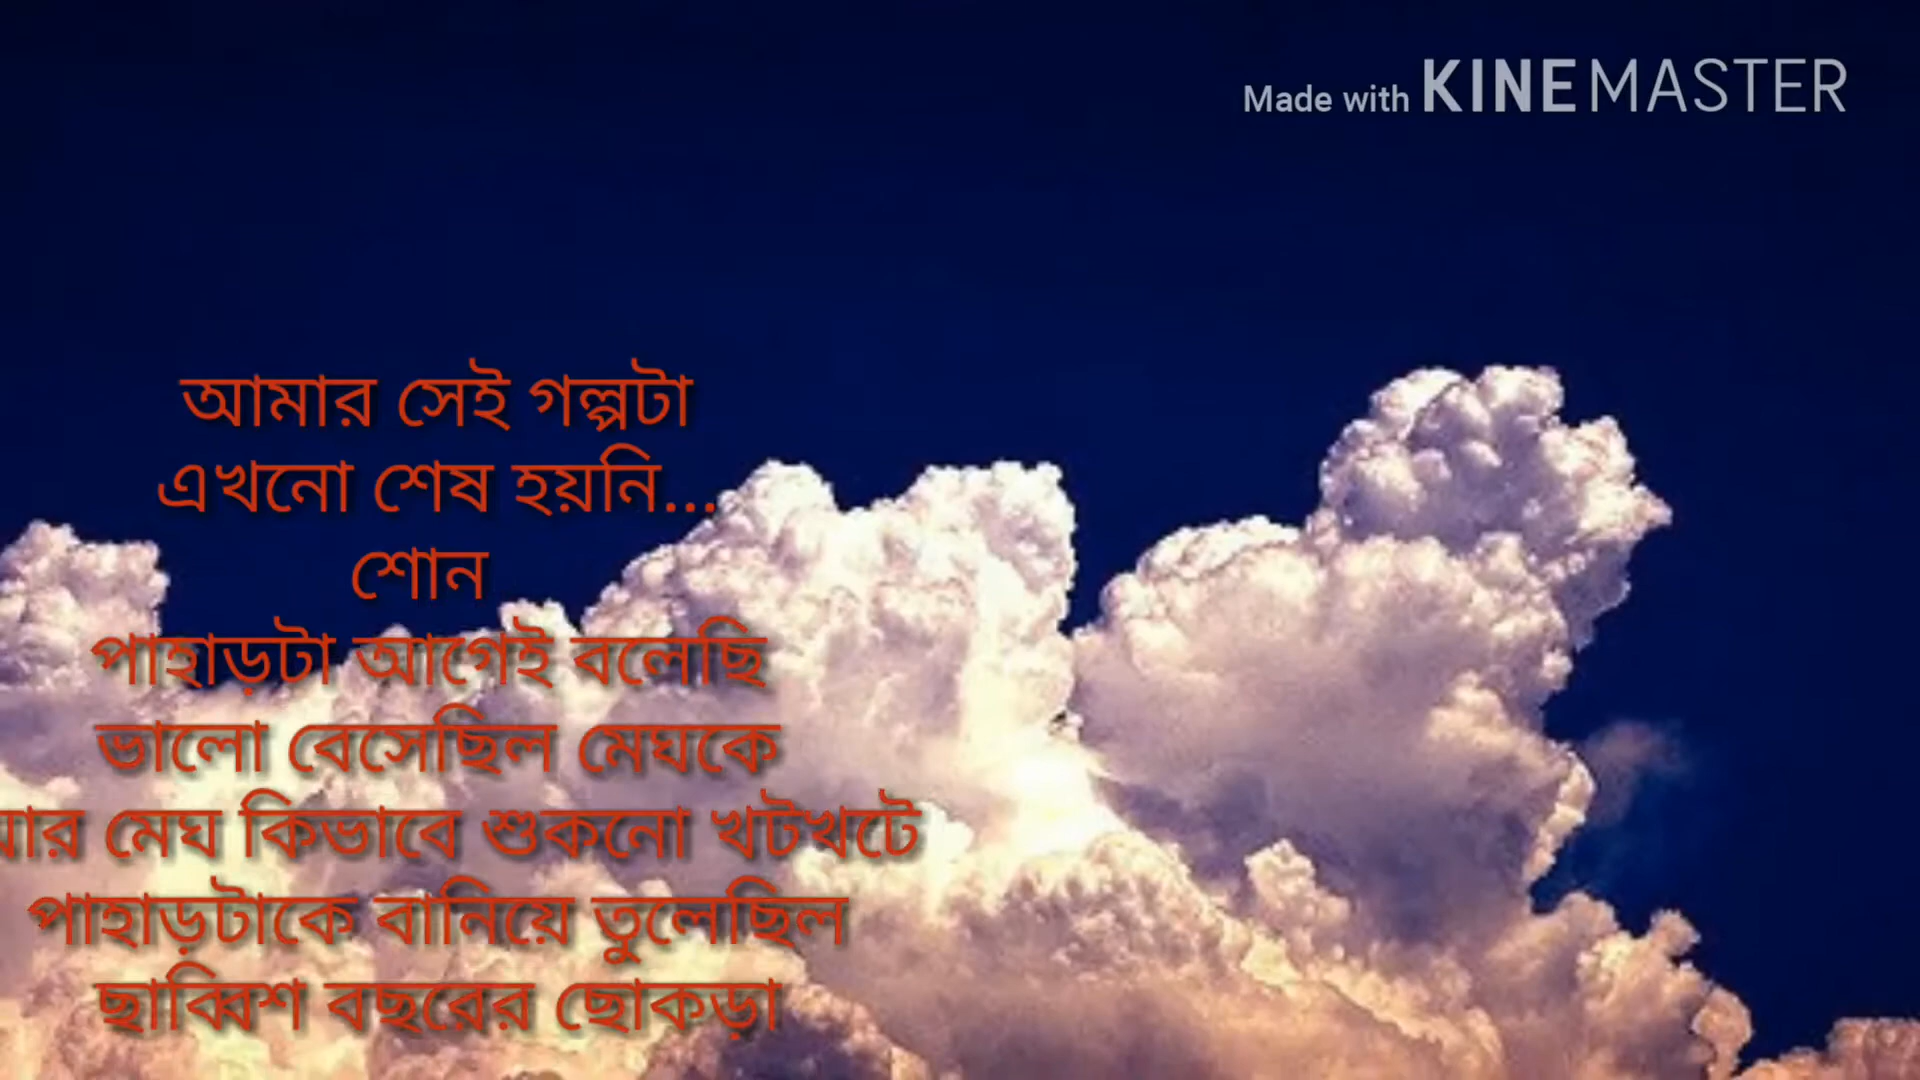 Made with KINEMASTER
আমার সেই গল্পটা
এখনো শেষ হয়নি...
শোন
পাহাড়টা আগেই বলেছি
ভালো বেসেছিল মেঘকে
মেঘ কিভাবে শুকনো খটখটে
পাহাড়টাকে বানিয়ে তুলেছিল
ছাব্বিশ বছরের ছোকড়া